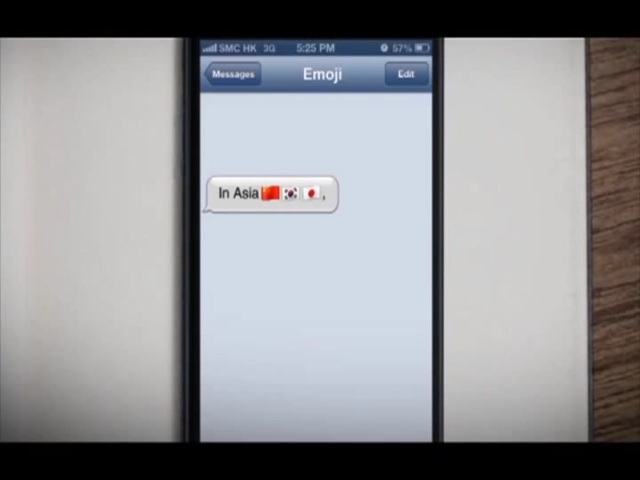 SMC HK 3G 5:25 PM 57%
Messages Emoji Edit
In Asia🇨🇳🇰🇷🇯🇵,